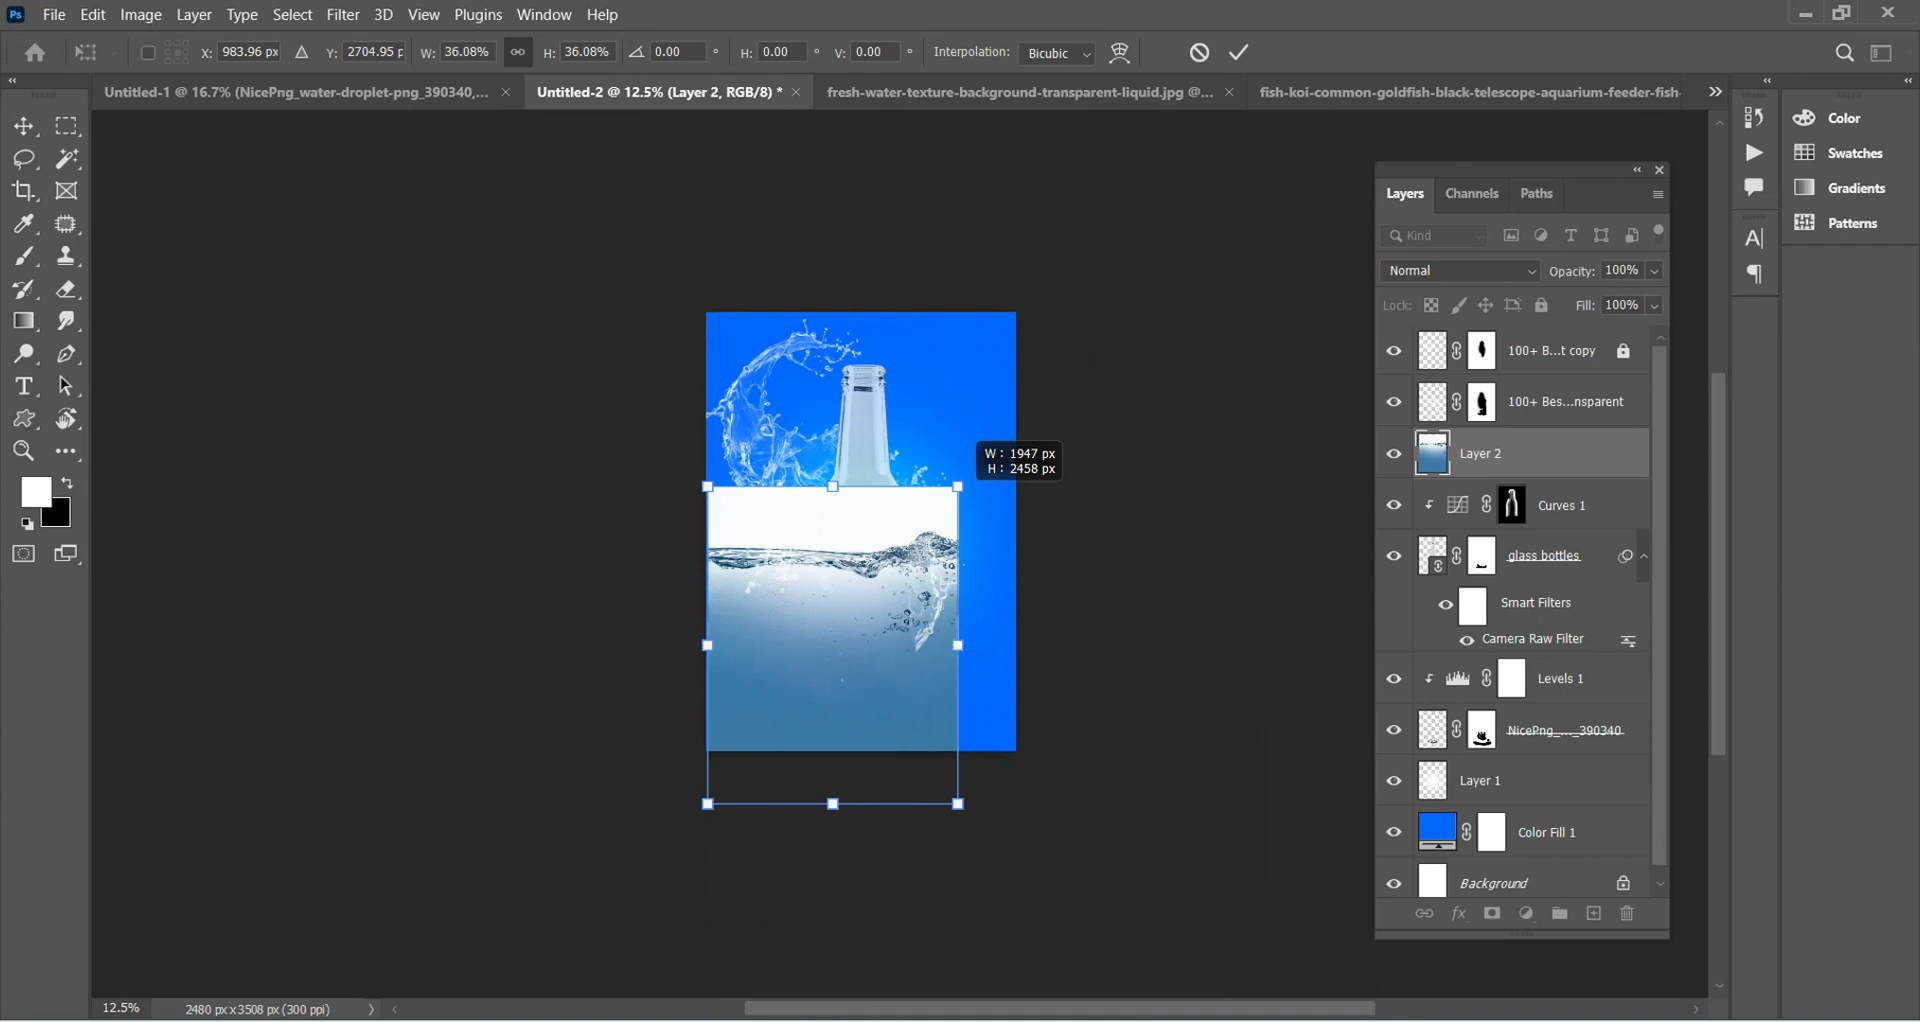 Ps File Edit Image Layer Type Select Filter 3D View Plugins Window Help
X: 983.96 px Y: 2704.95 p W: 36.08% H: 36.08% 0.00 ° H: 0.00 ° V: 0.00 ° Interpolation: Bicubic
Untitled-1 @ 16.7% (NicePng_water-droplet-png_390340,... Untitled-2 @ 12.5% (Layer 2, RGB/8) * fresh-water-texture-background-transparent-liquid.jpg @... fish-koi-common-goldfish-black-telescope-aquarium-feeder-fish-
Color
Swatches
Gradients
Patterns
Layers Channels Paths
Kind
Normal Opacity: 100%
Lock: Fill: 100%
100+ B...t copy
100+ Bes...nsparent
Layer 2
Curves 1
glass bottles
Smart Filters
Camera Raw Filter
Levels 1
NicePng_..._390340
Layer 1
Color Fill 1
Background
W: 1947 px
H: 2458 px
12.5% 2480 px x 3508 px (300 ppi)